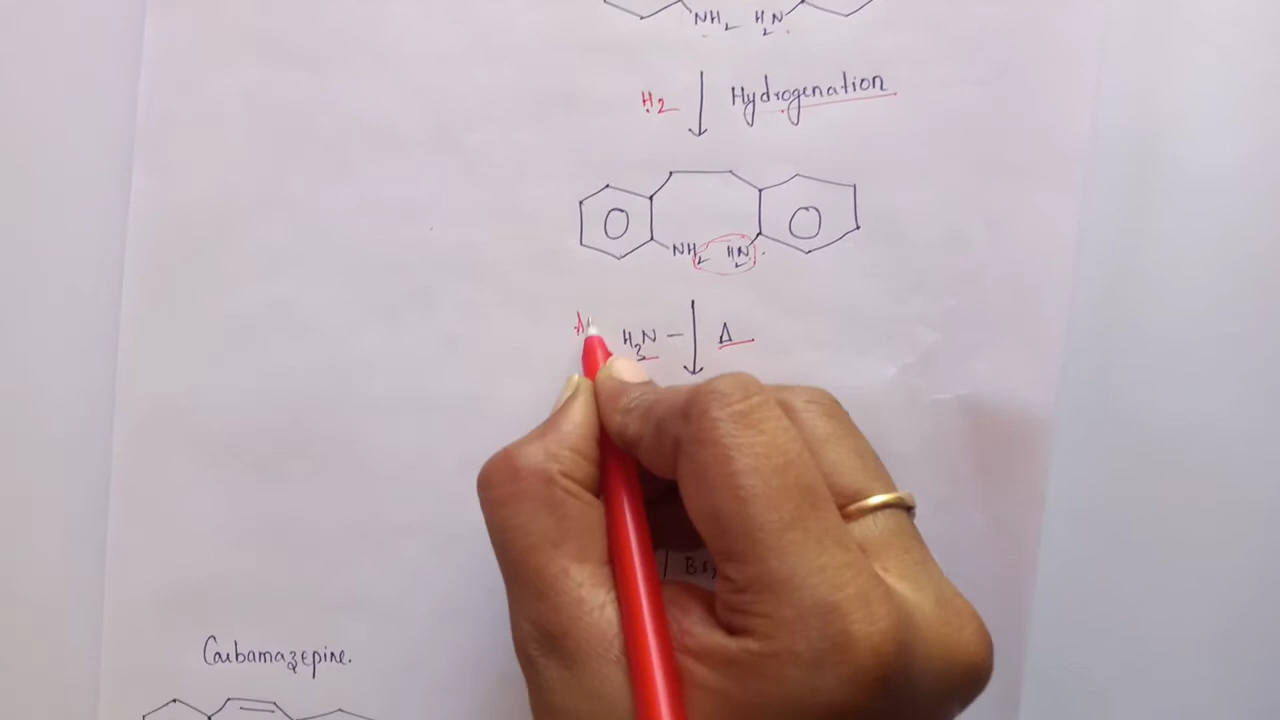 NH2 H2N
H2 Hydrogenation
NH2 H2N
H3N - Δ
Carbamazepine.